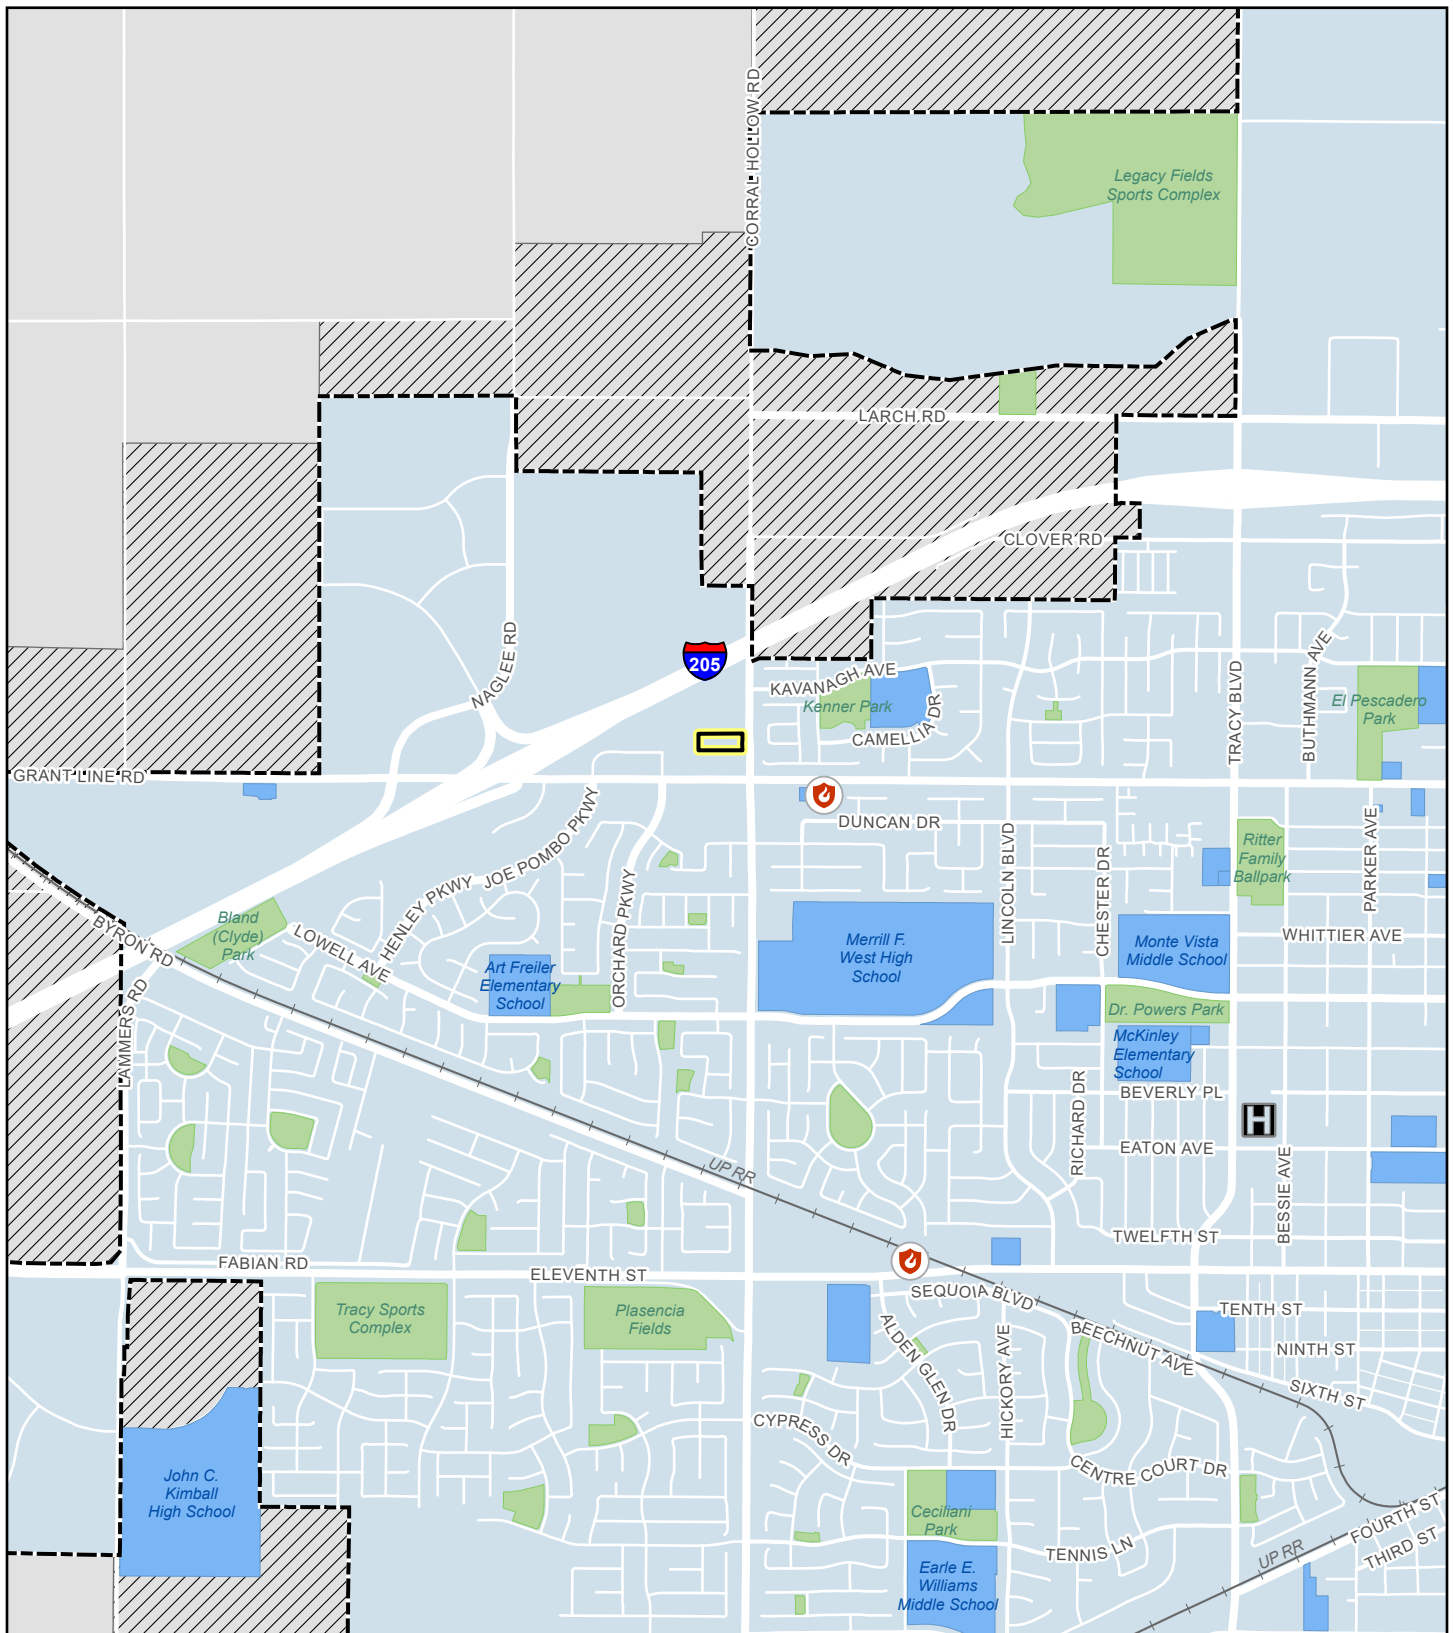 CORRAL HOLLOW RD
Legacy Fields
Sports Complex
LARCH RD
CLOVER RD
NAGLEE RD
205
KAVANAGH AVE
Kenner Park
CAMELLIA DR
TRACY BLVD
BUTHMANN AVE
El Pescadero
Park
GRANT LINE RD
DUNCAN DR
JOE POMBO PKWY
HENLEY PKWY
ORCHARD PKWY
LINCOLN BLVD
CHESTER DR
Ritter
Family
Ballpark
PARKER AVE
Bland
(Clyde)
Park
BYRON RD
LOWELL AVE
LAMMERS RD
Art Freiler
Elementary
School
Merrill F.
West High
School
Monte Vista
Middle School
WHITTIER AVE
Dr. Powers Park
McKinley
Elementary
School
BEVERLY PL
RICHARD DR
H
EATON AVE
BESSIE AVE
UP RR
TWELFTH ST
FABIAN RD
ELEVENTH ST
SEQUOIA BLVD
Tracy Sports
Complex
Plasencia
Fields
ALDEN GLEN DR
HICKORY AVE
BEECHNUT AVE
TENTH ST
NINTH ST
SIXTH ST
CYPRESS DR
CENTRE COURT DR
John C.
Kimball
High School
Ceciliani
Park
TENNIS LN
UP RR
FOURTH ST
THIRD ST
Earle E.
Williams
Middle School